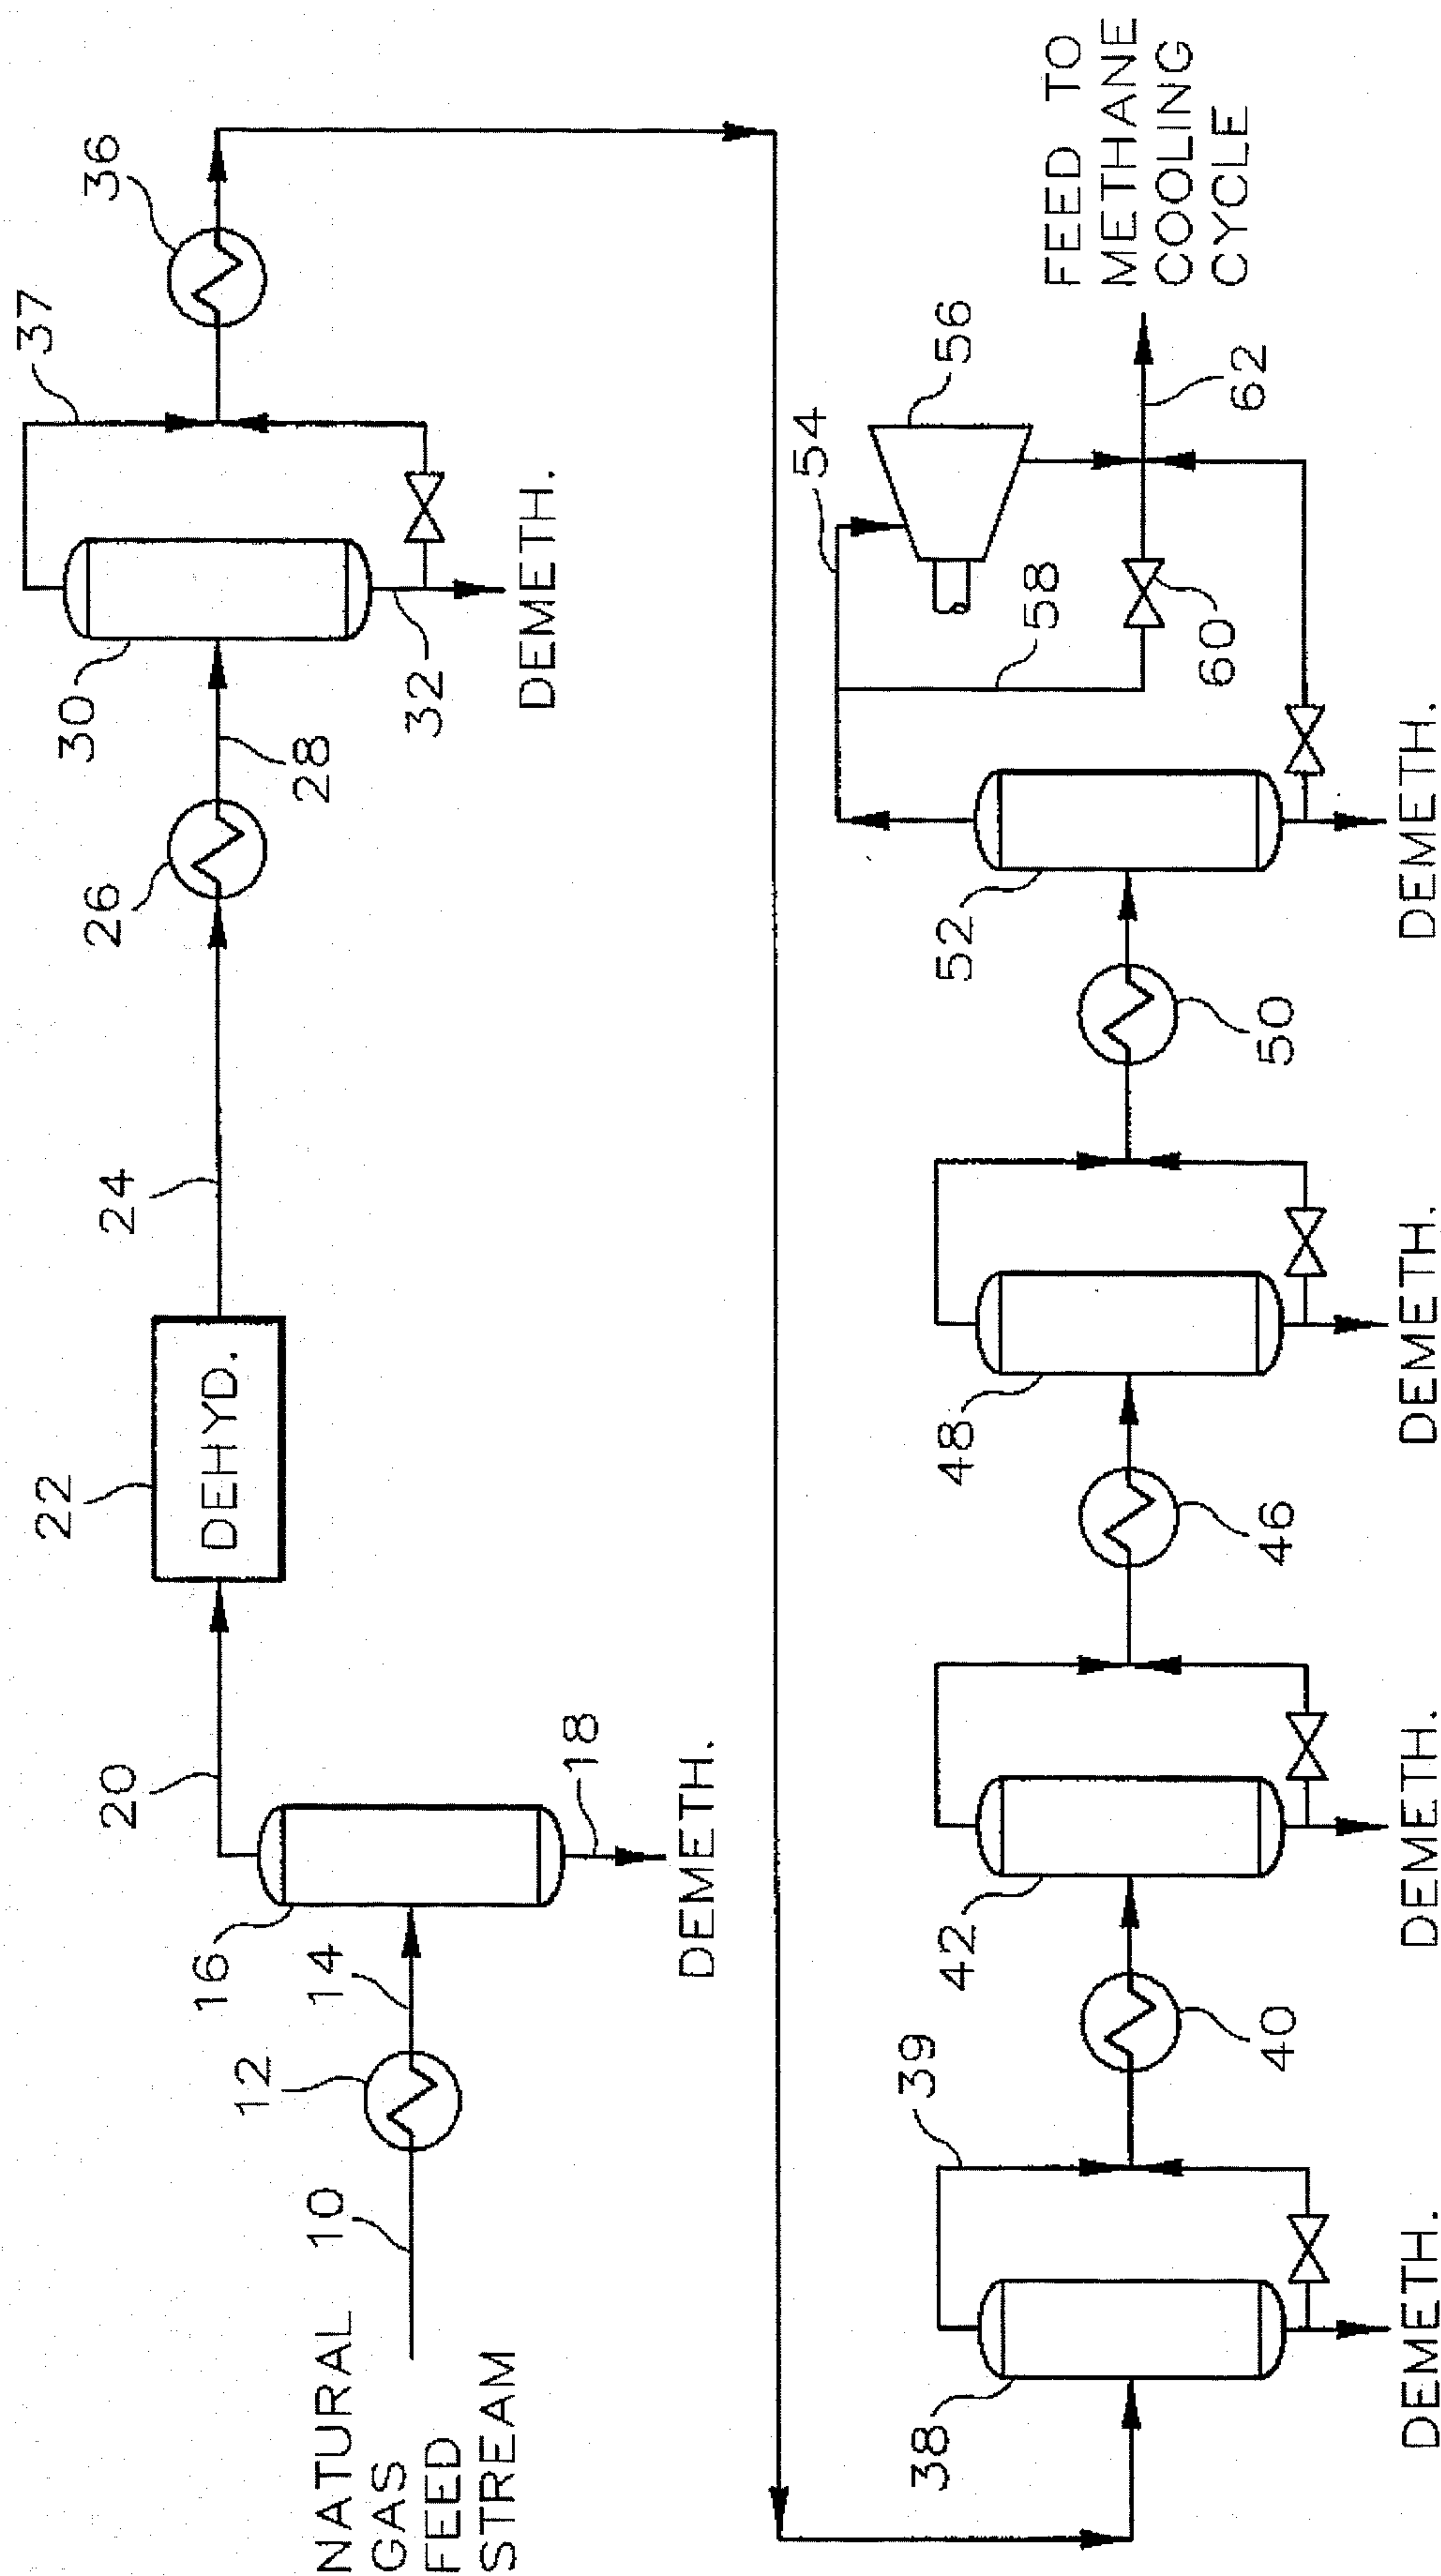 NATURAL
GAS
FEED
STREAM
10
12
14
16
18
DEMETH.
20
22
DEHYD.
24
26
28
30
32
DEMETH.
37
36
38
DEMETH.
39
40
42
DEMETH.
46
48
DEMETH.
50
52
DEMETH.
54
56
58
60
62
FEED TO
METHANE
COOLING
CYCLE